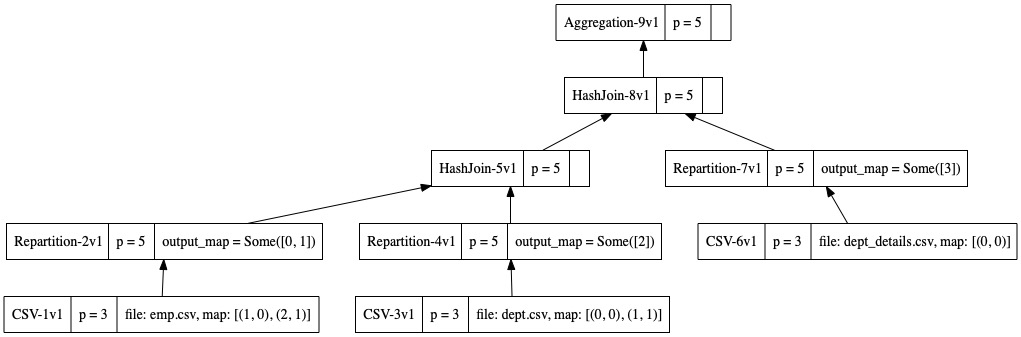 Aggregation-9v1 p = 5
HashJoin-8v1 p = 5
HashJoin-5v1 p = 5
Repartition-7v1 p = 5 output_map = Some([3])
Repartition-2v1 p = 5 output_map = Some([0, 1])
Repartition-4v1 p = 5 output_map = Some([2])
CSV-6v1 p = 3 file: dept_details.csv, map: [(0, 0)]
CSV-1v1 p = 3 file: emp.csv, map: [(1, 0), (2, 1)]
CSV-3v1 p = 3 file: dept.csv, map: [(0, 0), (1, 1)]